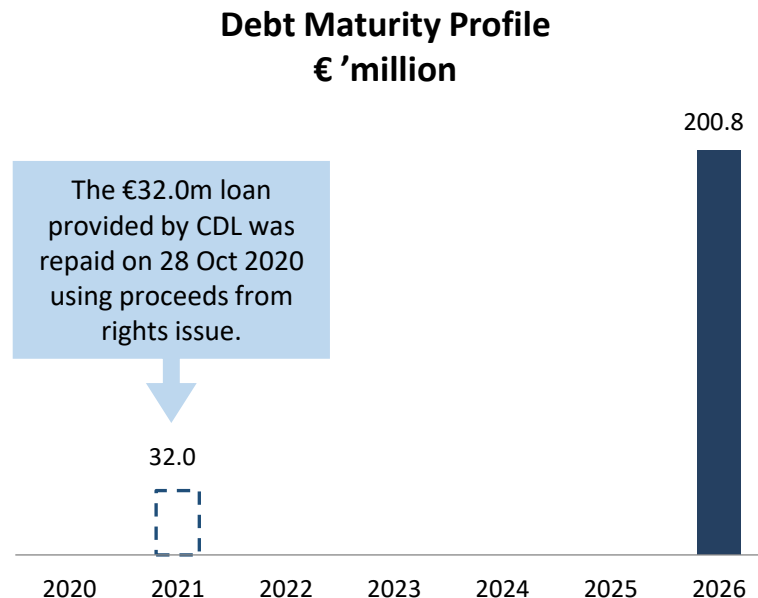 Debt Maturity Profile
€ ’million
200.8
The €32.0m loan
provided by CDL was
repaid on 28 Oct 2020
using proceeds from
rights issue.
32.0
2020 2021 2022 2023 2024 2025 2026